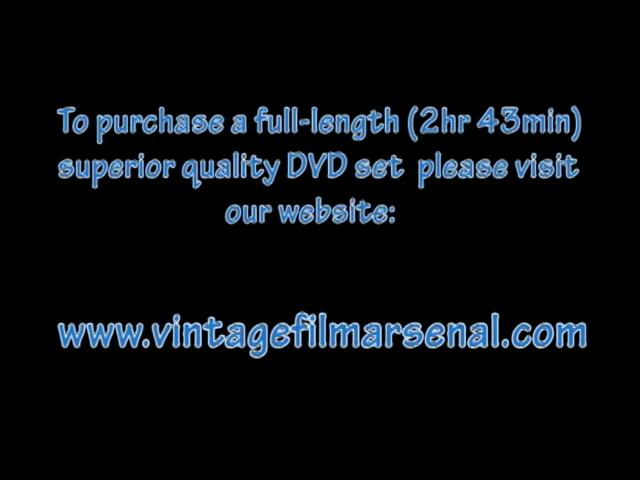 To purchase a full-length (2hr 43min)
superior quality DVD set please visit
our website:
www.vintagefilmarsenal.com